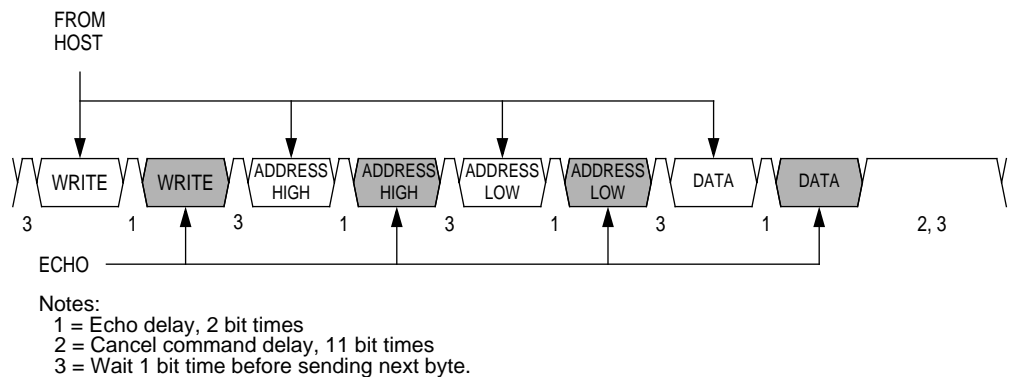 FROM
HOST
WRITE
WRITE
ADDRESS
HIGH
ADDRESS
HIGH
ADDRESS
LOW
ADDRESS
LOW
DATA
DATA
3
1
3
1
3
1
3
1
2, 3
ECHO
Notes:
1 = Echo delay, 2 bit times
2 = Cancel command delay, 11 bit times
3 = Wait 1 bit time before sending next byte.